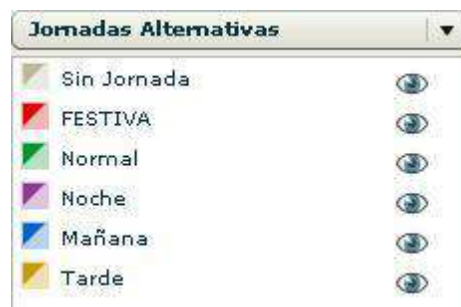 Jornadas Alternativas
Sin Jornada
FESTIVA
Normal
Noche
Mañana
Tarde